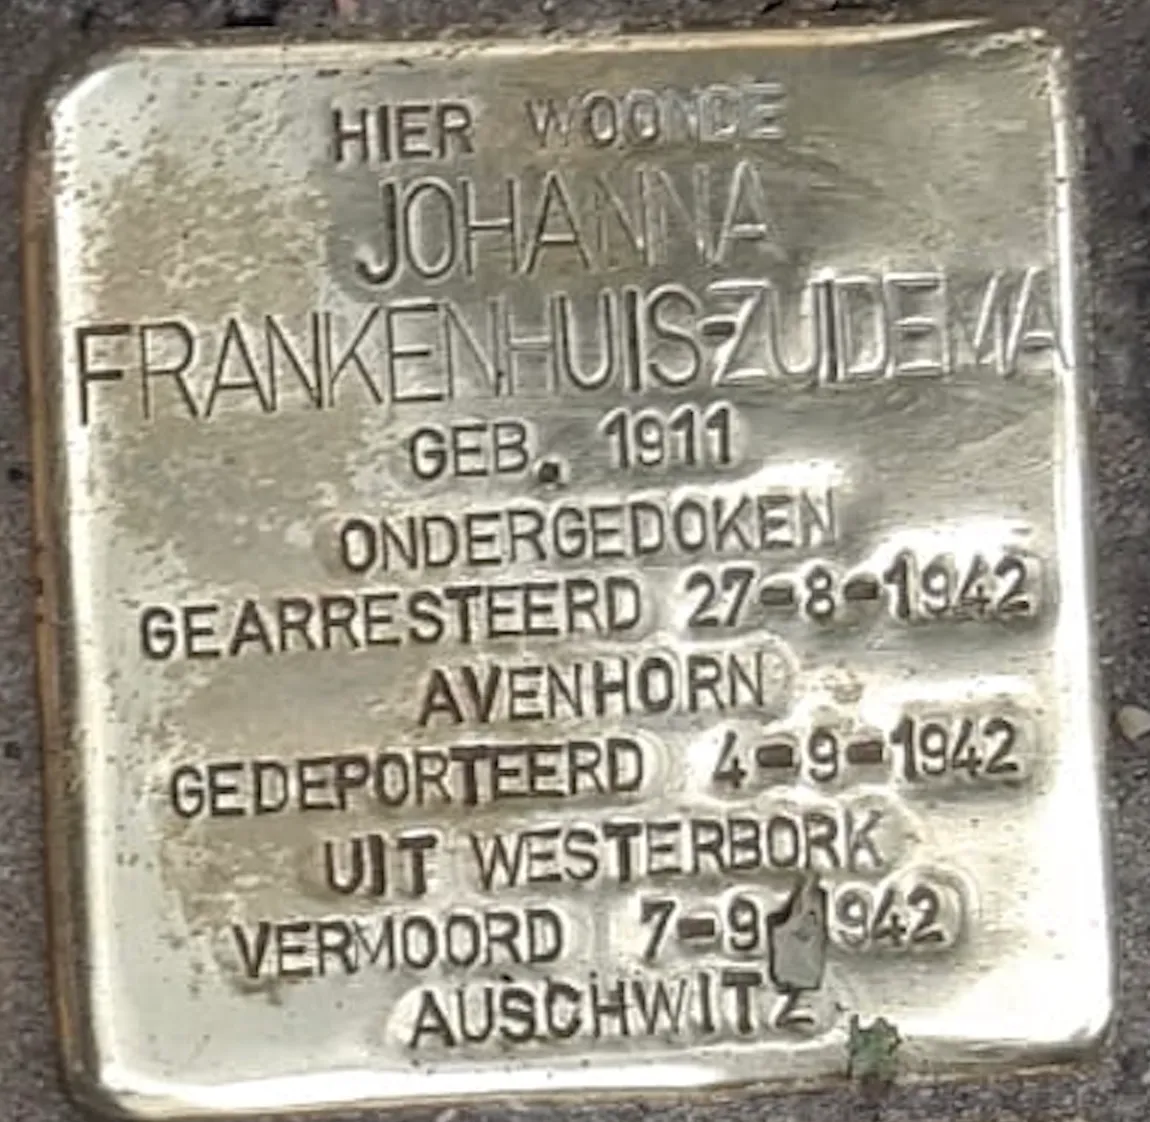 HIER WOONDE
JOHANNA
FRANKENHUIS-ZUIDEMA
GEB. 1911
ONDERGEDOKEN
GEARRESTEERD 27-8-1942
AVENHORN
GEDEPORTEERD 4-9-1942
UIT WESTERBORK
VERMOORD 7-9-1942
AUSCHWITZ